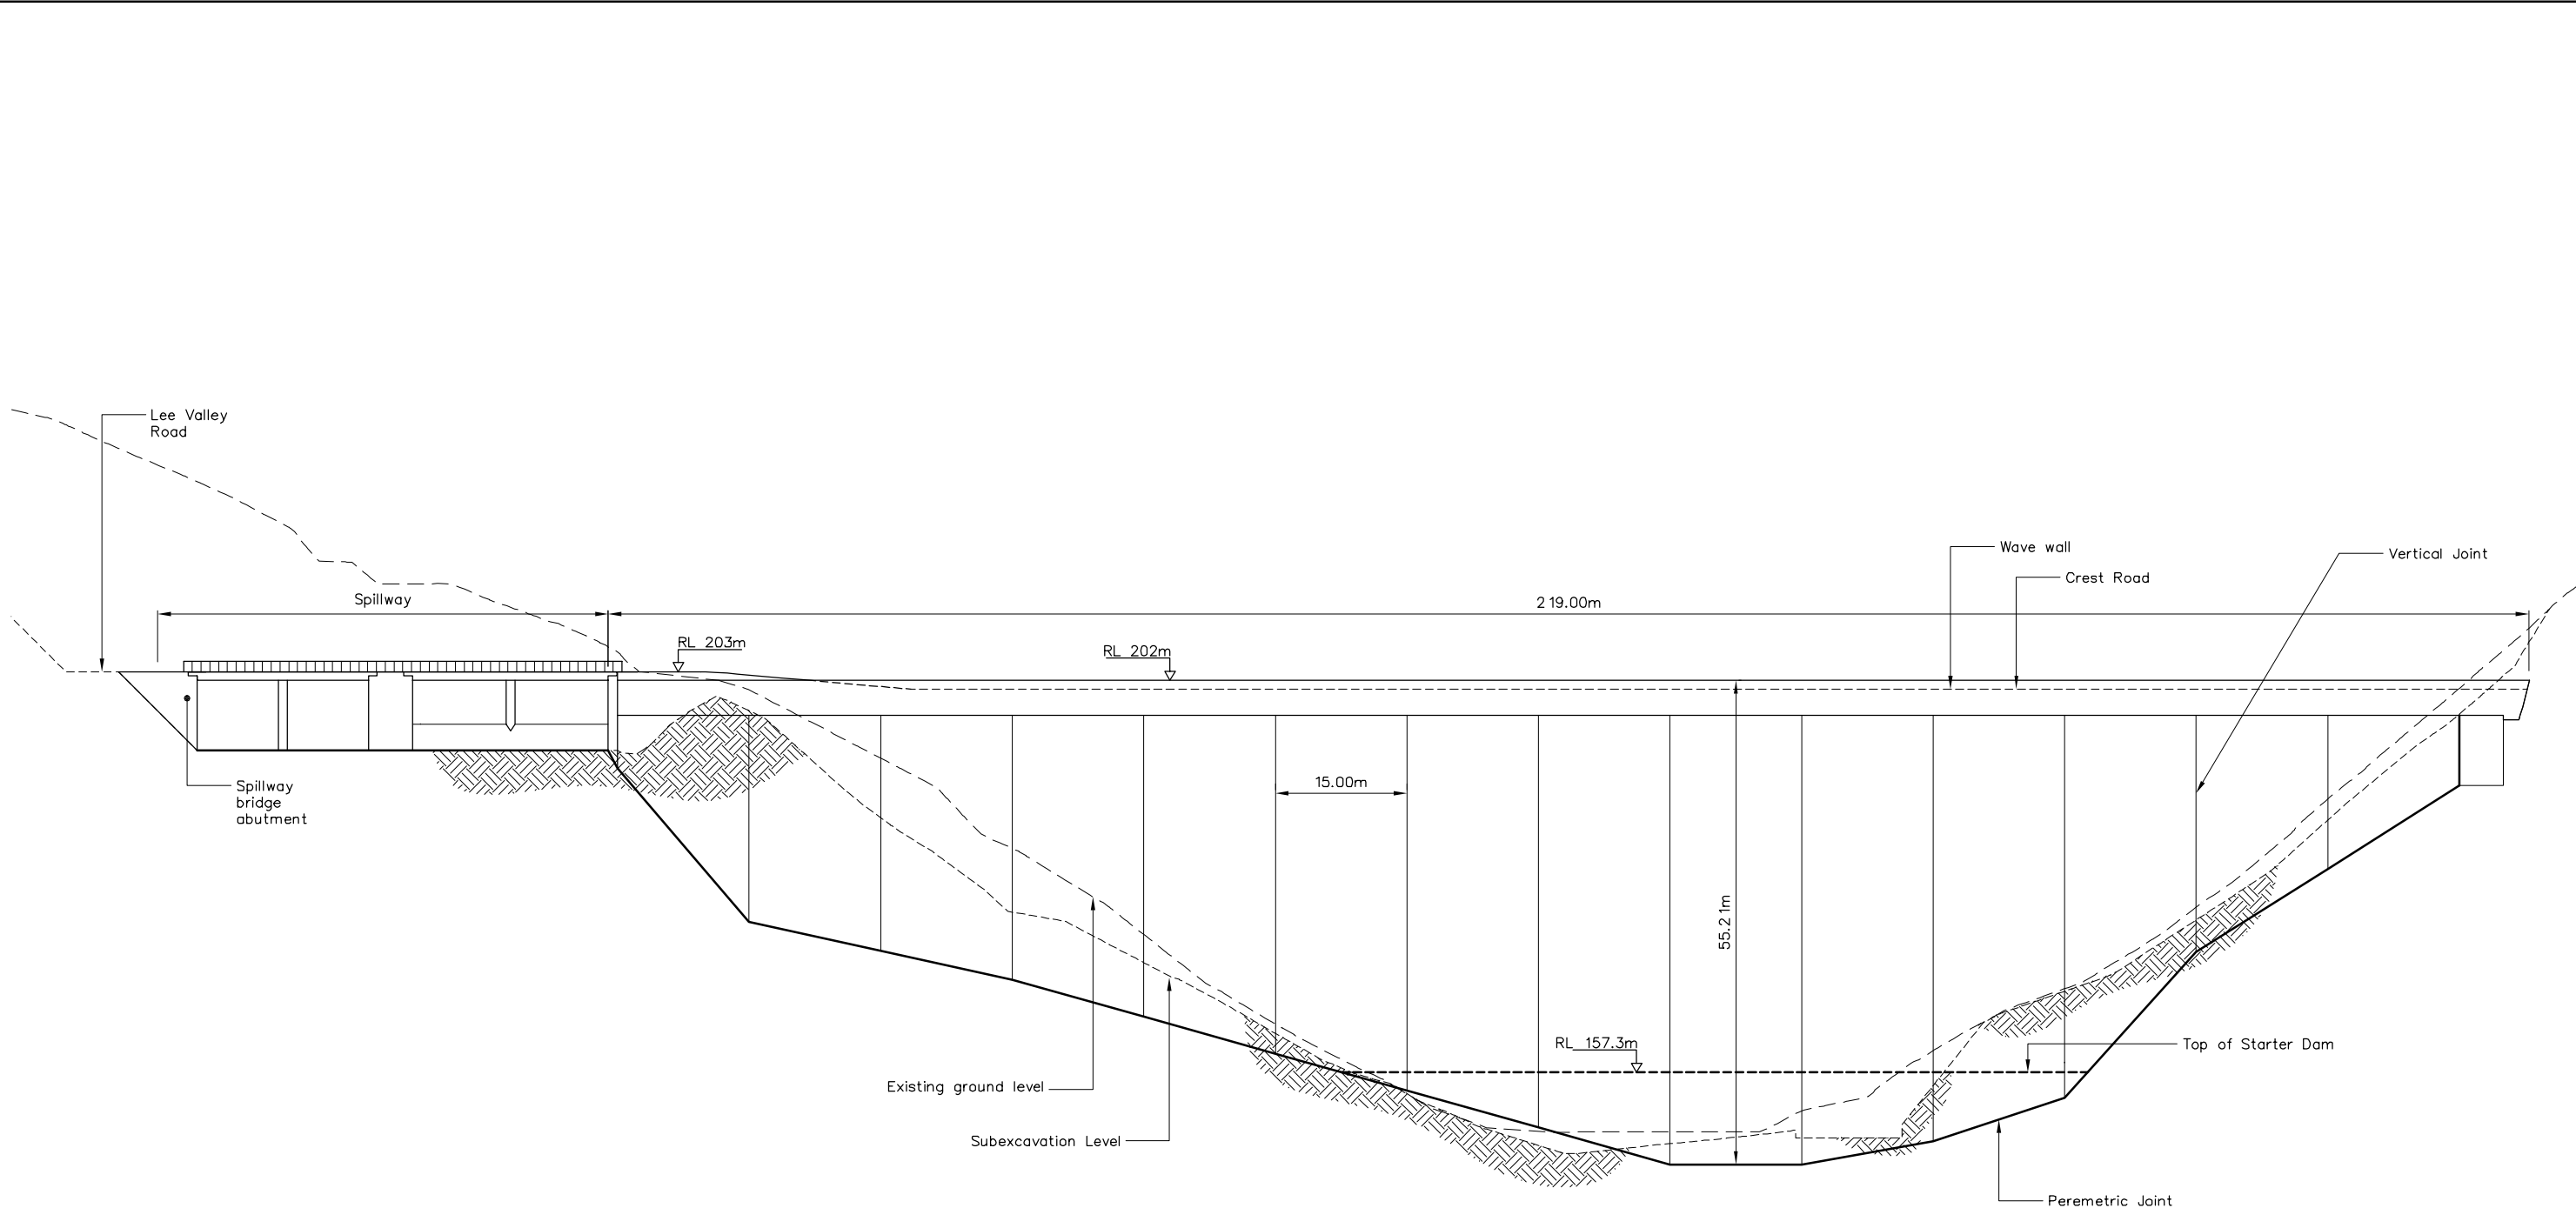 Lee Valley
Road
Wave wall
Vertical Joint
Crest Road
Spillway
219.00m
RL 203m
RL 202m
15.00m
Spillway
bridge
abutment
55.21m
RL 157.3m
Top of Starter Dam
Existing ground level
Subexcavation Level
Peremetric Joint